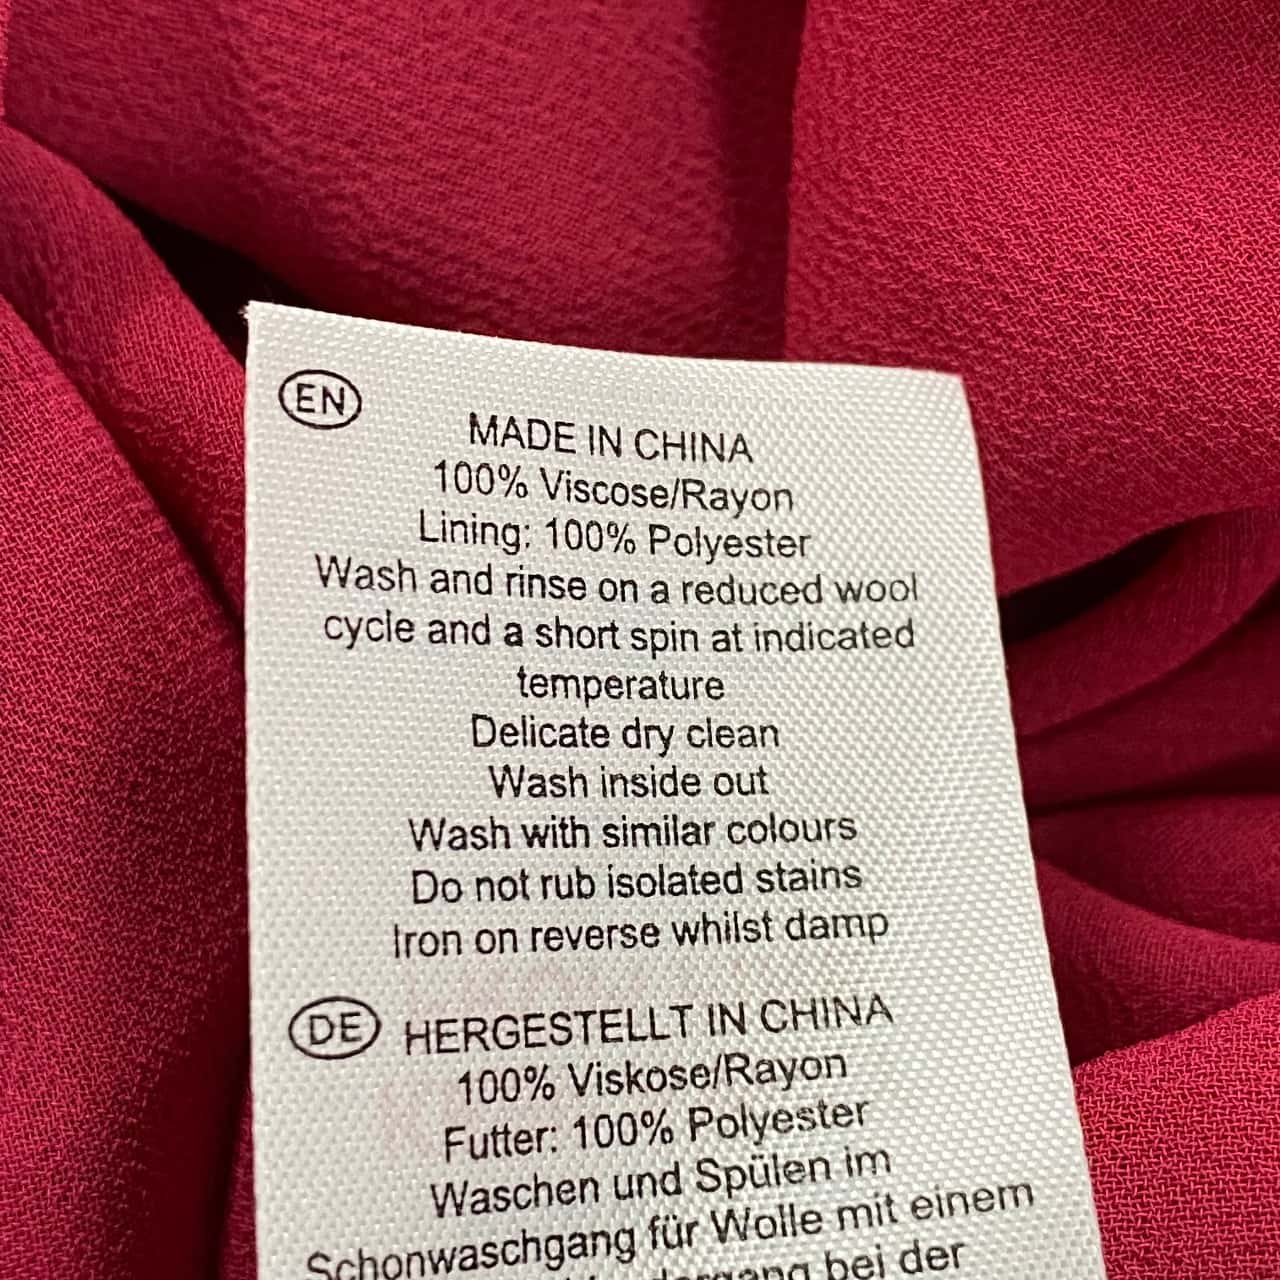 EN
MADE IN CHINA
100% Viscose/Rayon
Lining: 100% Polyester
Wash and rinse on a reduced wool
cycle and a short spin at indicated
temperature
Delicate dry clean
Wash inside out
Wash with similar colours
Do not rub isolated stains
Iron on reverse whilst damp
DE HERGESTELLT IN CHINA
100% Viskose/Rayon
Futter: 100% Polyester
Waschen und Spülen im
Schonwaschgang für Wolle mit einem
bei der